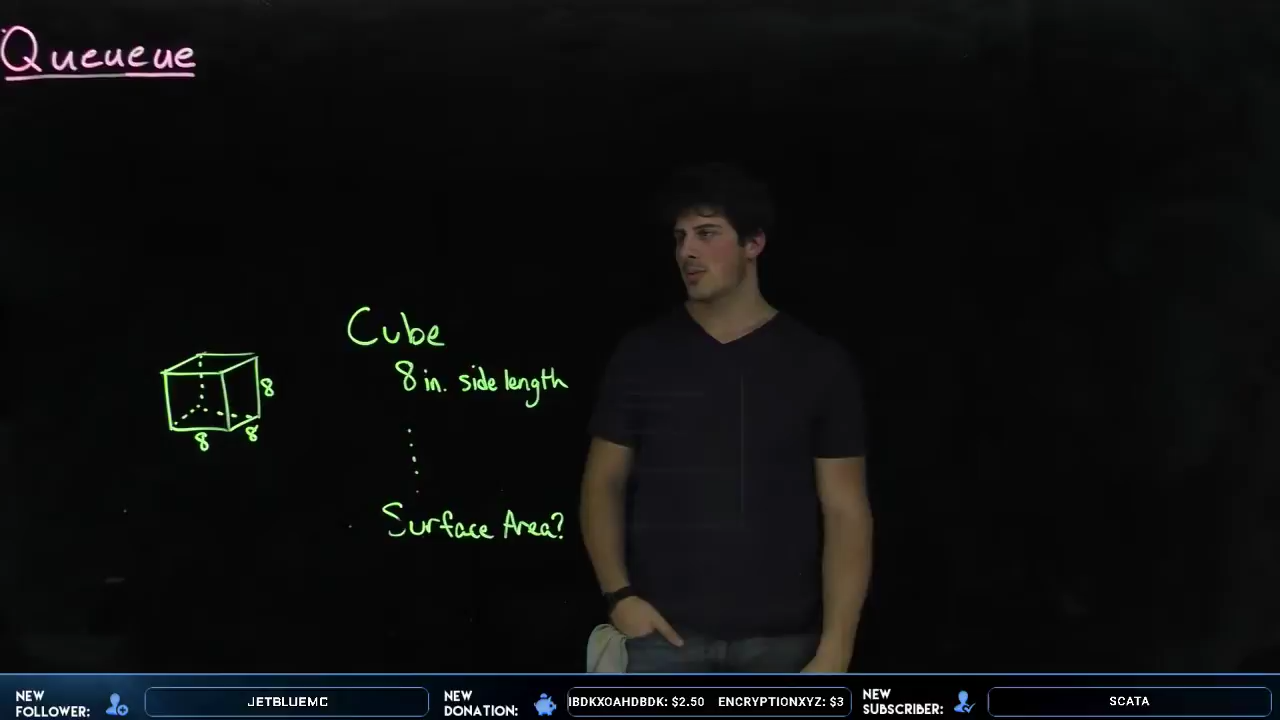 Queueue
Cube
8 in. side length
8
8
8
Surface Area?
NEW FOLLOWER:
JETBLUEMC
NEW DONATION:
IBDKXOAHDBDK: $2.50 ENCRYPTIONXYZ: $3
NEW SUBSCRIBER:
SCATA